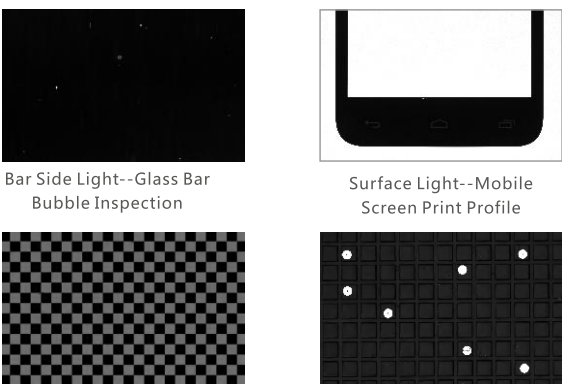 Bar Side Light--Glass Bar
Bubble Inspection
Surface Light--Mobile
Screen Print Profile